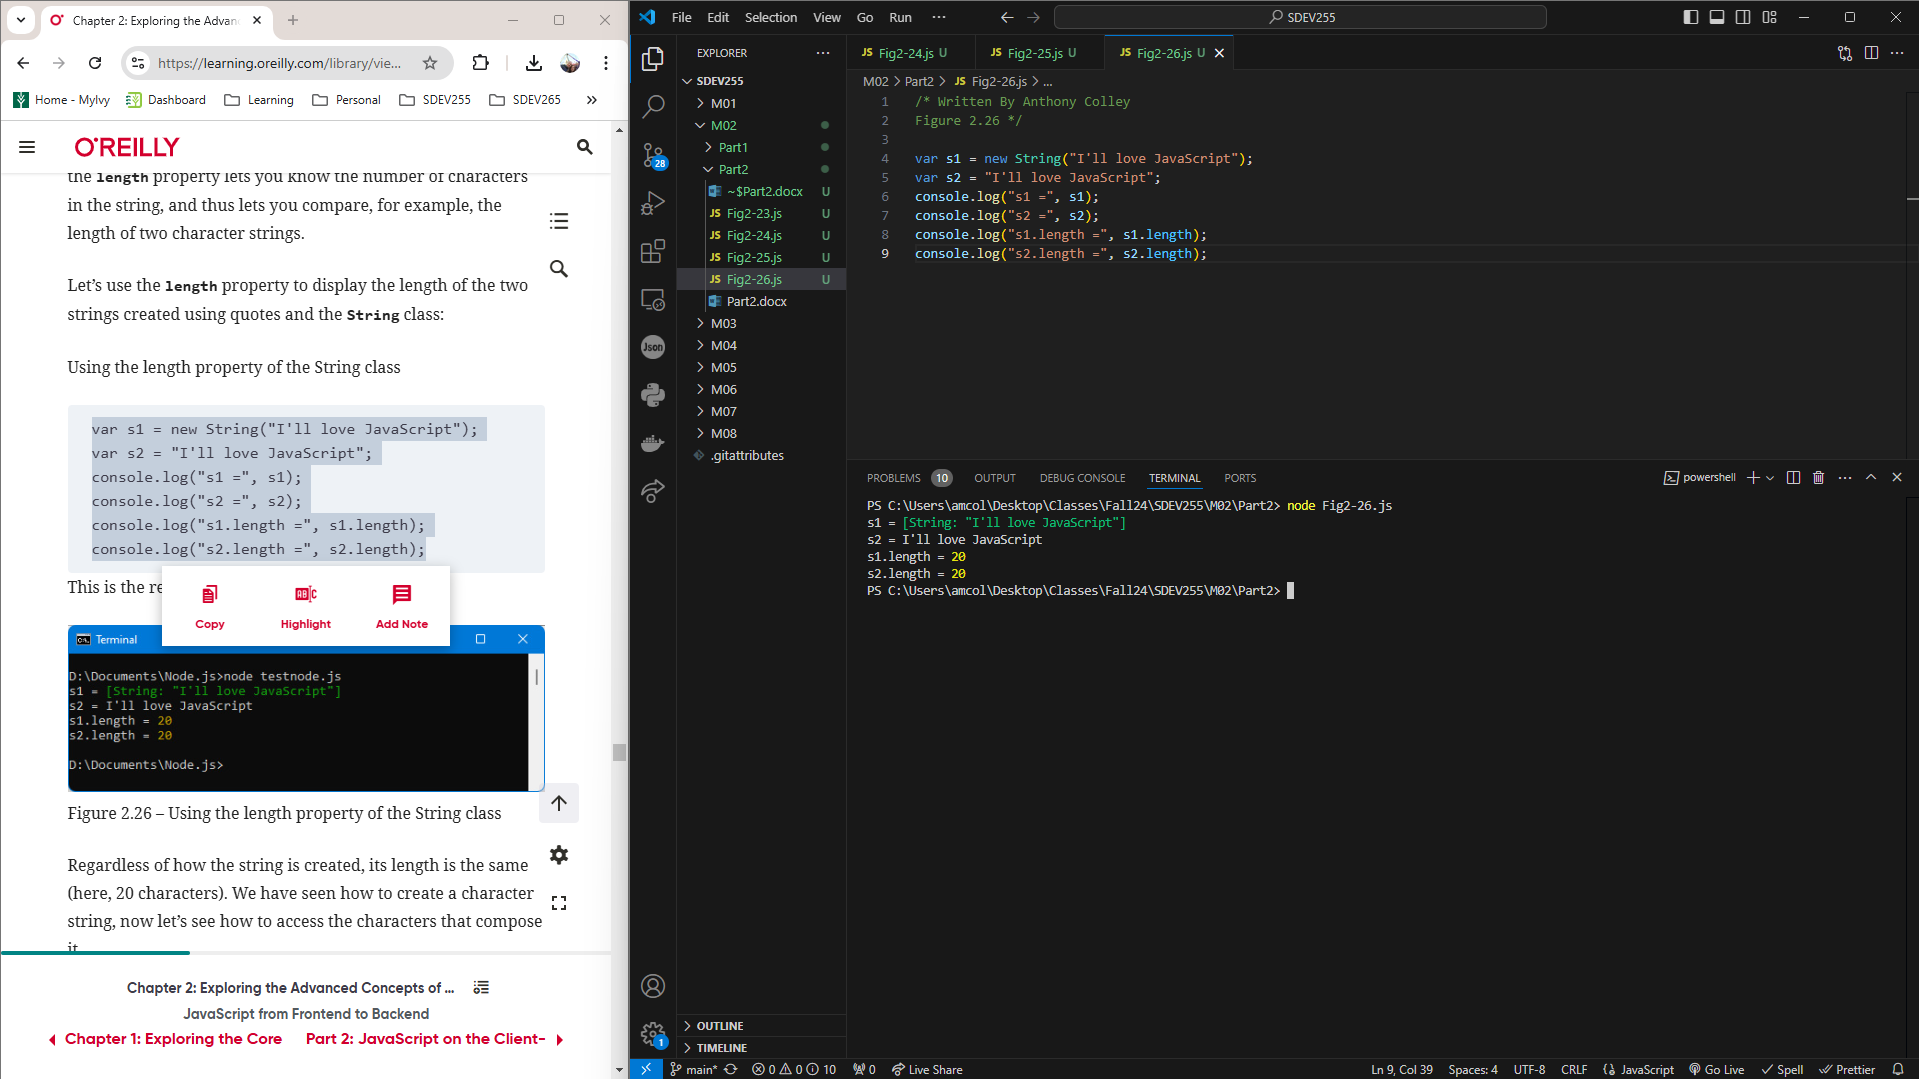 Chapter 2: Exploring the Advan
https://learning.oreilly.com/library/vie...
Home - MyIvy
Dashboard
Learning
Personal
SDEV255
SDEV265
O'REILLY
the length property lets you know the number of characters
in the string, and thus lets you compare, for example, the
length of two character strings.
Let’s use the length property to display the length of the two
strings created using quotes and the String class:
Using the length property of the String class
var s1 = new String("I'll love JavaScript");
var s2 = "I'll love JavaScript";
console.log("s1 =", s1);
console.log("s2 =", s2);
console.log("s1.length =", s1.length);
console.log("s2.length =", s2.length);
This is the re
Copy
Highlight
Add Note
Terminal
D:\Documents\Node.js>node testnode.js
s1 = [String: "I'll love JavaScript"]
s2 = I'll love JavaScript
s1.length = 20
s2.length = 20
D:\Documents\Node.js>
Figure 2.26 – Using the length property of the String class
Regardless of how the string is created, its length is the same
(here, 20 characters). We have seen how to create a character
string, now let’s see how to access the characters that compose
it
Chapter 2: Exploring the Advanced Concepts of ...
JavaScript from Frontend to Backend
Chapter 1: Exploring the Core
Part 2: JavaScript on the Client-
File Edit Selection View Go Run ···
SDEV255
EXPLORER
SDEV255
M01
M02
Part1
Part2
~$Part2.docx U
JS Fig2-23.js U
JS Fig2-24.js U
JS Fig2-25.js U
JS Fig2-26.js U
Part2.docx
M03
M04
M05
M06
M07
M08
.gitattributes
OUTLINE
TIMELINE
28
Json
1
JS Fig2-24.js U
JS Fig2-25.js U
JS Fig2-26.js U
M02 > Part2 > JS Fig2-26.js > ...
1 /* Written By Anthony Colley
2 Figure 2.26 */
3
4 var s1 = new String("I'll love JavaScript");
5 var s2 = "I'll love JavaScript";
6 console.log("s1 =", s1);
7 console.log("s2 =", s2);
8 console.log("s1.length =", s1.length);
9 console.log("s2.length =", s2.length);
PROBLEMS 10 OUTPUT DEBUG CONSOLE TERMINAL PORTS
powershell
PS C:\Users\amcol\Desktop\Classes\Fall24\SDEV255\M02\Part2> node Fig2-26.js
s1 = [String: "I'll love JavaScript"]
s2 = I'll love JavaScript
s1.length = 20
s2.length = 20
PS C:\Users\amcol\Desktop\Classes\Fall24\SDEV255\M02\Part2>
main* 0 0 10 0 Live Share
Ln 9, Col 39 Spaces: 4 UTF-8 CRLF {} JavaScript Go Live Spell Prettier